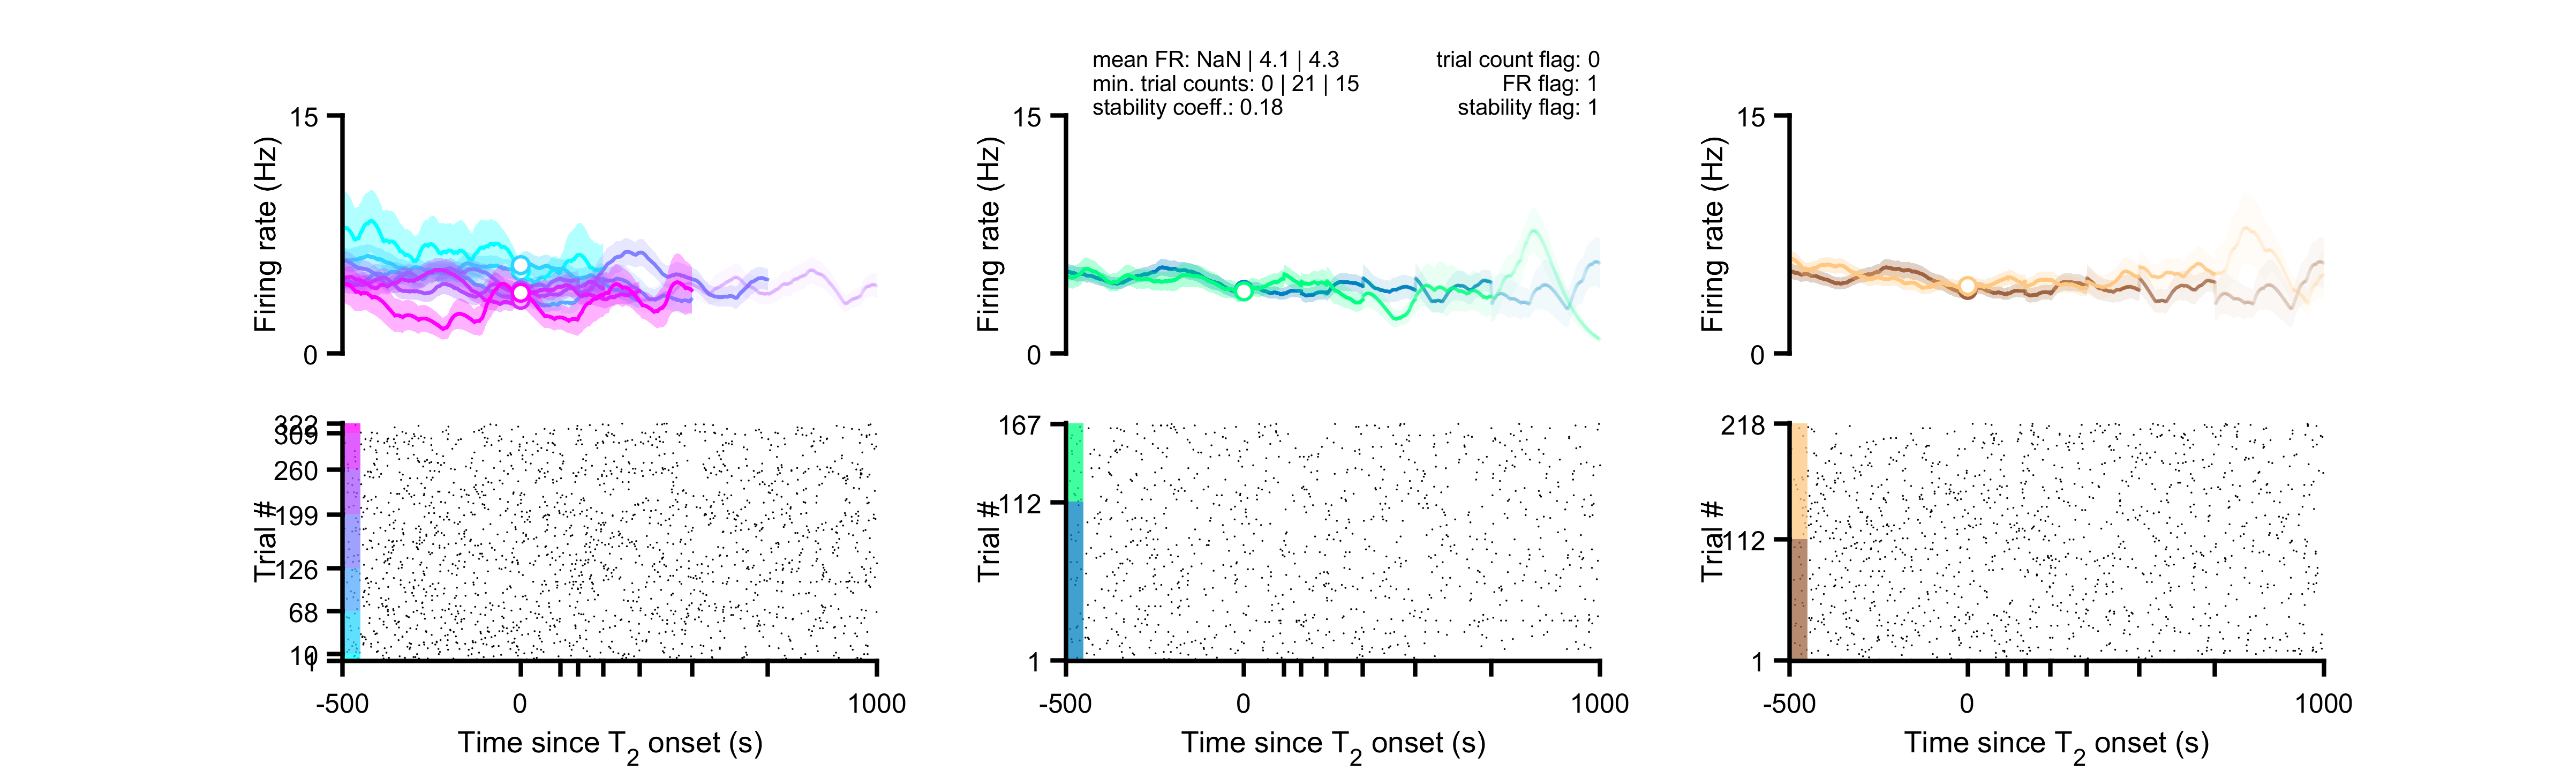 mean FR: NaN | 4.1 | 4.3
min. trial counts: 0 | 21 | 15
stability coeff.: 0.18
trial count flag: 0
FR flag: 1
stability flag: 1
15
Firing rate (Hz)
0
15
Firing rate (Hz)
0
15
Firing rate (Hz)
0
322
309
260
199
126
68
10
1
Trial #
-500
0
1000
Time since T2 onset (s)
167
112
1
Trial #
-500
0
1000
Time since T2 onset (s)
218
112
1
Trial #
-500
0
1000
Time since T2 onset (s)